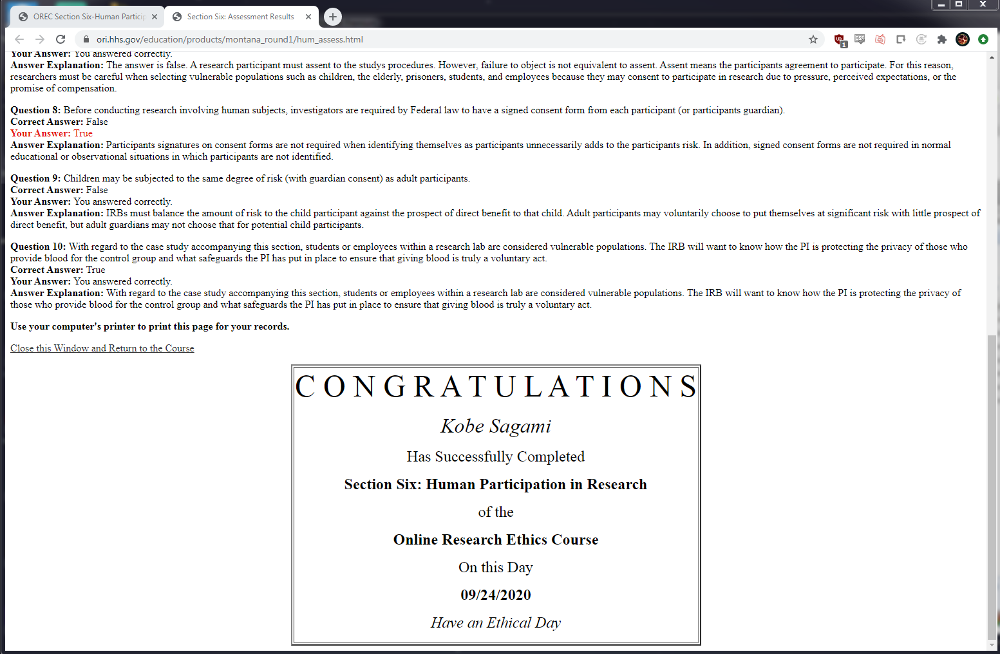 OREC Section Six-Human Particip
Section Six: Assessment Results
ori.hhs.gov/education/products/montana_round1/hum_assess.html
1
Your Answer: You answered correctly.
Answer Explanation: The answer is false. A research participant must assent to the studys procedures. However, failure to object is not equivalent to assent. Assent means the participants agreement to participate. For this reason,
researchers must be careful when selecting vulnerable populations such as children, the elderly, prisoners, students, and employees because they may consent to participate in research due to pressure, perceived expectations, or the
promise of compensation.
Question 8: Before conducting research involving human subjects, investigators are required by Federal law to have a signed consent form from each participant (or participants guardian).
Correct Answer: False
Your Answer: True
Answer Explanation: Participants signatures on consent forms are not required when identifying themselves as participants unnecessarily adds to the participants risk. In addition, signed consent forms are not required in normal
educational or observational situations in which participants are not identified.
Question 9: Children may be subjected to the same degree of risk (with guardian consent) as adult participants.
Correct Answer: False
Your Answer: You answered correctly.
Answer Explanation: IRBs must balance the amount of risk to the child participant against the prospect of direct benefit to that child. Adult participants may voluntarily choose to put themselves at significant risk with little prospect of
direct benefit, but adult guardians may not choose that for potential child participants.
Question 10: With regard to the case study accompanying this section, students or employees within a research lab are considered vulnerable populations. The IRB will want to know how the PI is protecting the privacy of those who
provide blood for the control group and what safeguards the PI has put in place to ensure that giving blood is truly a voluntary act.
Correct Answer: True
Your Answer: You answered correctly.
Answer Explanation: With regard to the case study accompanying this section, students or employees within a research lab are considered vulnerable populations. The IRB will want to know how the PI is protecting the privacy of
those who provide blood for the control group and what safeguards the PI has put in place to ensure that giving blood is truly a voluntary act.
Use your computer's printer to print this page for your records.
Close this Window and Return to the Course
C O N G R A T U L A T I O N S
Kobe Sagami
Has Successfully Completed
Section Six: Human Participation in Research
of the
Online Research Ethics Course
On this Day
09/24/2020
Have an Ethical Day